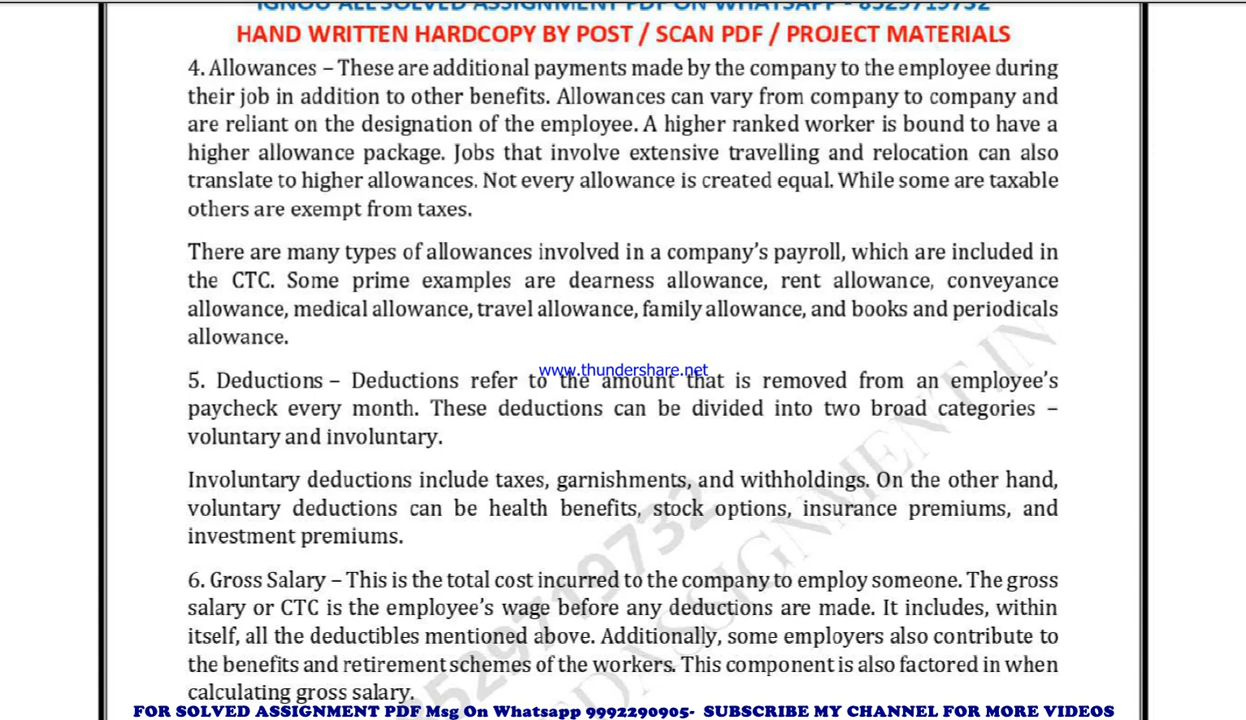 IGNOU ALL SOLVED ASSIGNMENT PDF ON WHATSAPP - 8529719732
HAND WRITTEN HARDCOPY BY POST / SCAN PDF / PROJECT MATERIALS
4. Allowances – These are additional payments made by the company to the employee during
their job in addition to other benefits. Allowances can vary from company to company and
are reliant on the designation of the employee. A higher ranked worker is bound to have a
higher allowance package. Jobs that involve extensive travelling and relocation can also
translate to higher allowances. Not every allowance is created equal. While some are taxable
others are exempt from taxes.
There are many types of allowances involved in a company's payroll, which are included in
the CTC. Some prime examples are dearness allowance, rent allowance, conveyance
allowance, medical allowance, travel allowance, family allowance, and books and periodicals
allowance.
www.thundershare.net
5. Deductions – Deductions refer to the amount that is removed from an employee's
paycheck every month. These deductions can be divided into two broad categories –
voluntary and involuntary.
Involuntary deductions include taxes, garnishments, and withholdings. On the other hand,
voluntary deductions can be health benefits, stock options, insurance premiums, and
investment premiums.
6. Gross Salary – This is the total cost incurred to the company to employ someone. The gross
salary or CTC is the employee's wage before any deductions are made. It includes, within
itself, all the deductibles mentioned above. Additionally, some employers also contribute to
the benefits and retirement schemes of the workers. This component is also factored in when
calculating gross salary.
8529719732
ASSIGNMENT IN
FOR SOLVED ASSIGNMENT PDF Msg On Whatsapp 9992290905- SUBSCRIBE MY CHANNEL FOR MORE VIDEOS